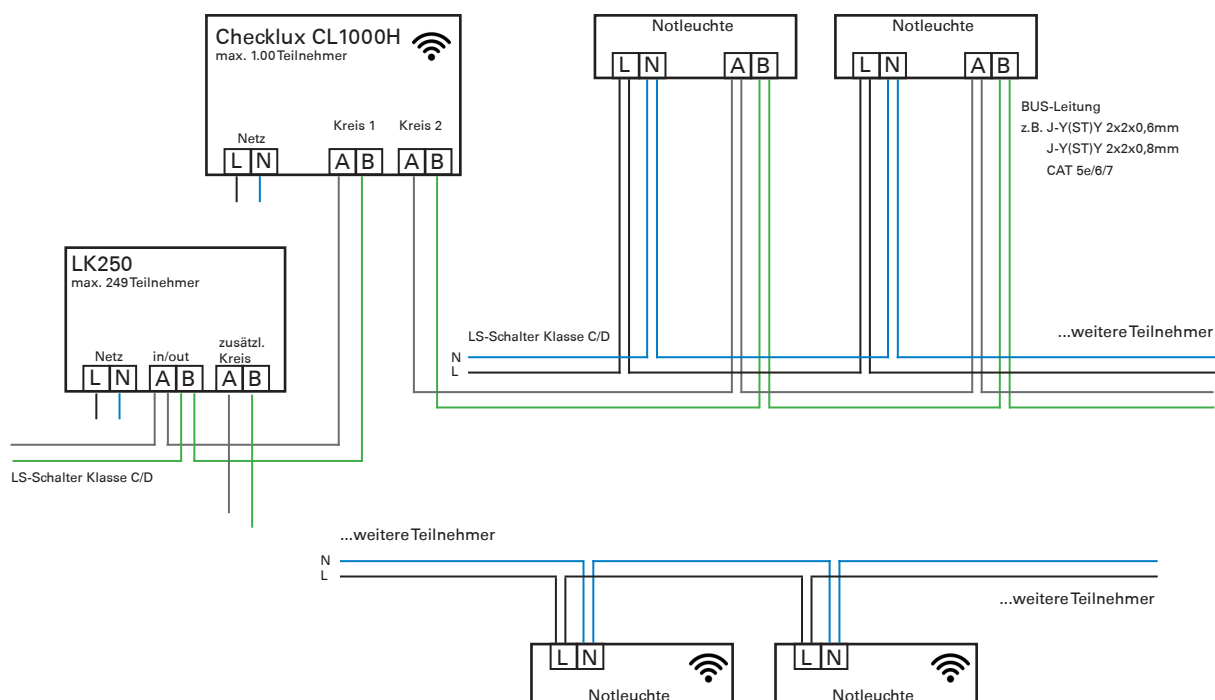 Checklux CL1000H
max. 1.00 Teilnehmer
Netz
L N
Kreis 1 Kreis 2
A B A B
Notleuchte
L N A B
Notleuchte
L N A B
BUS-Leitung
z.B. J-Y(ST)Y 2x2x0,6mm
J-Y(ST)Y 2x2x0,8mm
CAT 5e/6/7
LK250
max. 249 Teilnehmer
Netz
L N
in/out
A B
zusätzl.
Kreis
A B
LS-Schalter Klasse C/D
LS-Schalter Klasse C/D
N
L
...weitere Teilnehmer
...weitere Teilnehmer
N
L
...weitere Teilnehmer
L N
Notleuchte
L N
Notleuchte